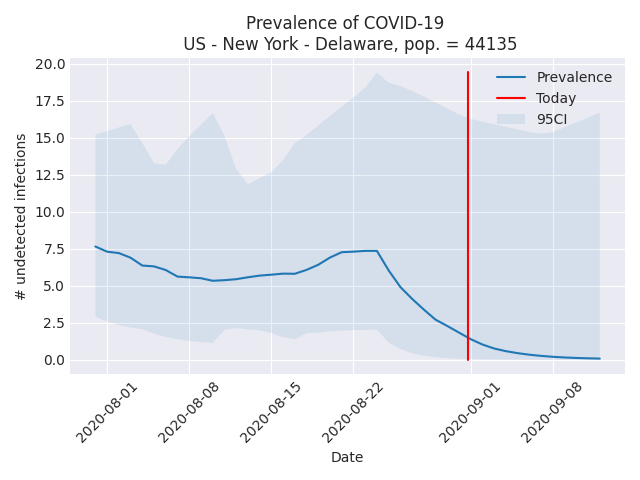 Prevalence of COVID-19
US - New York - Delaware, pop. = 44135
# undetected infections
20.0
17.5
15.0
12.5
10.0
7.5
5.0
2.5
0.0
Prevalence
Today
95CI
2020-08-01
2020-08-08
2020-08-15
2020-08-22
2020-09-01
2020-09-08
Date